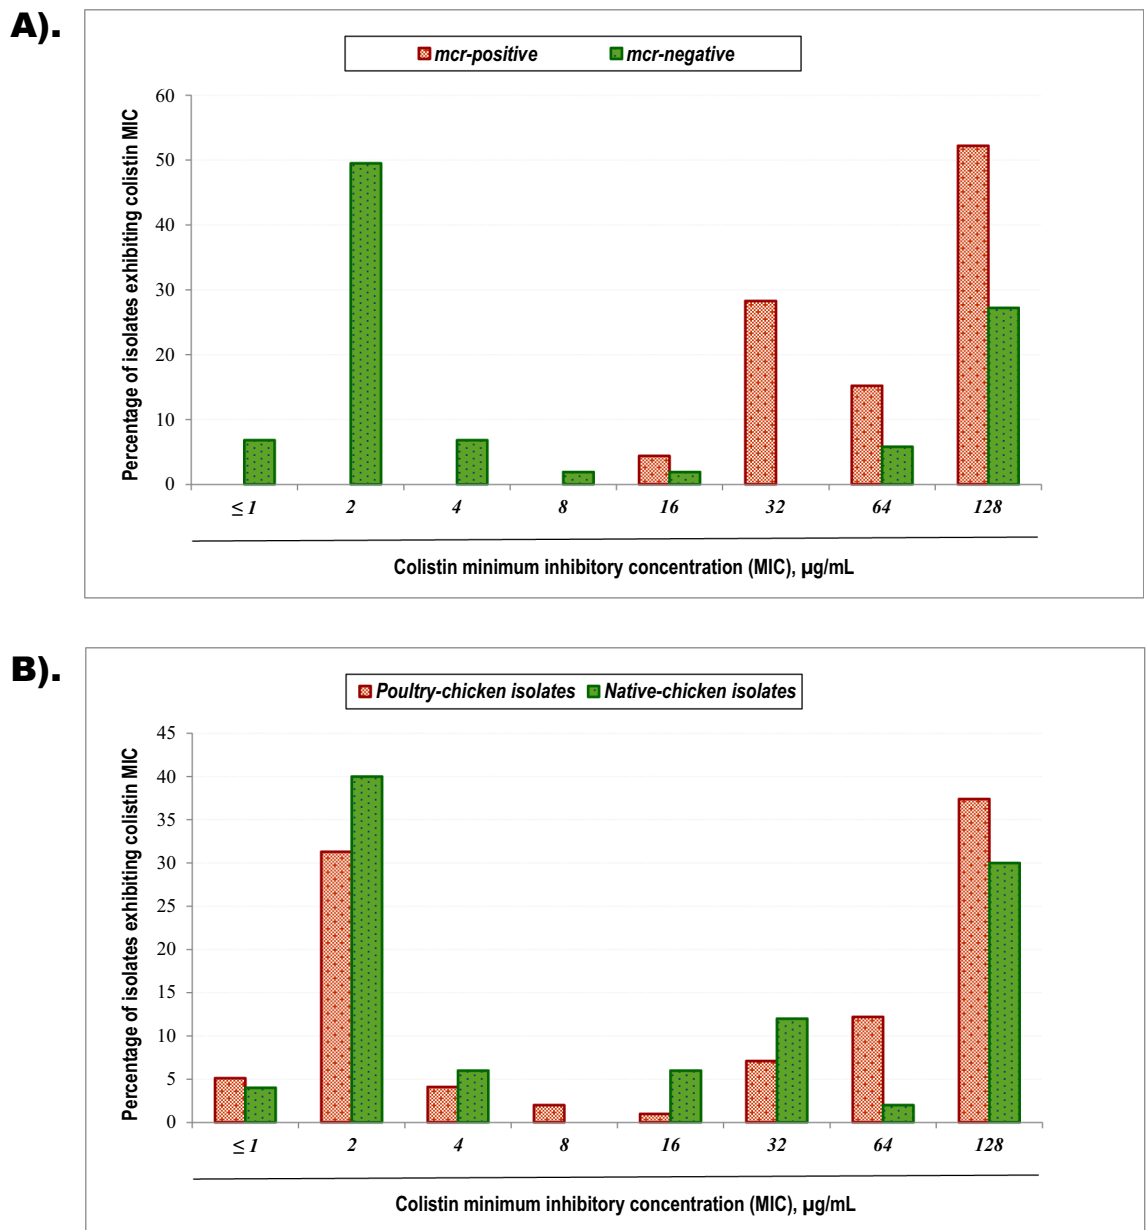 A).
mcr-positive mcr-negative
Percentage of isolates exhibiting colistin MIC
60
50
40
30
20
10
0
≤ 1 2 4 8 16 32 64 128
Colistin minimum inhibitory concentration (MIC), µg/mL
B).
Poultry-chicken isolates Native-chicken isolates
Percentage of isolates exhibiting colistin MIC
45
40
35
30
25
20
15
10
5
0
≤ 1 2 4 8 16 32 64 128
Colistin minimum inhibitory concentration (MIC), µg/mL